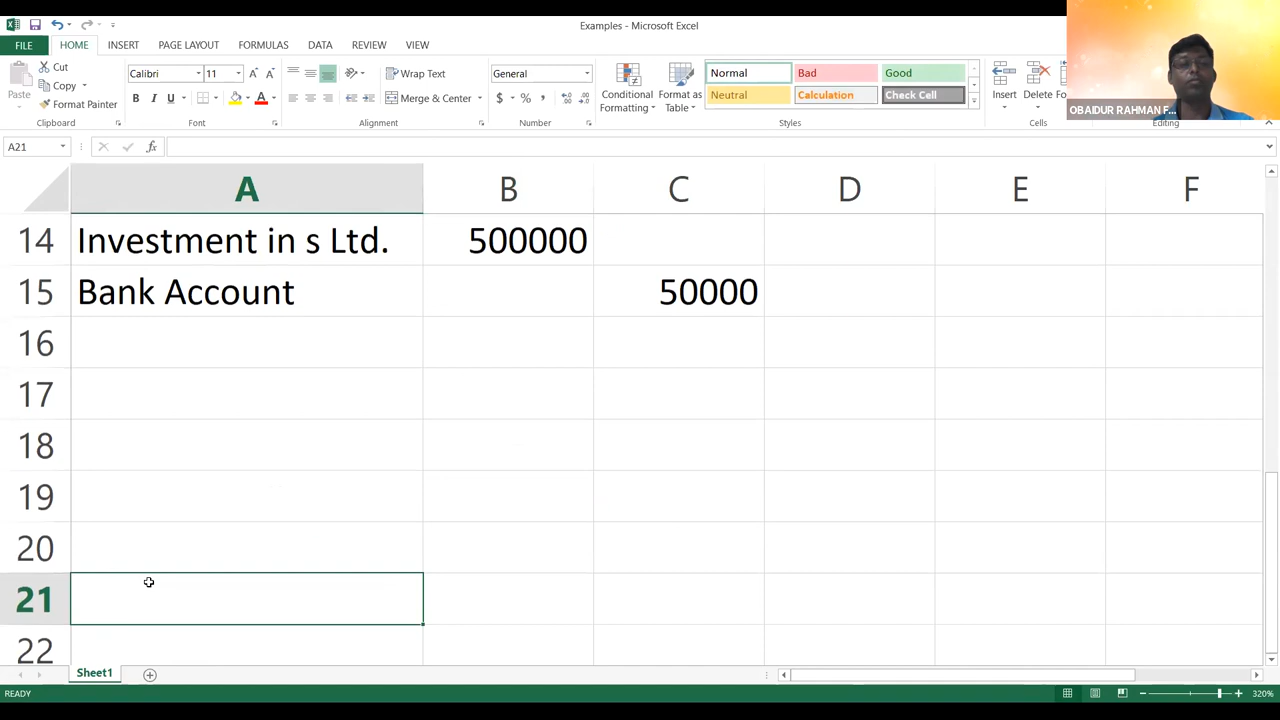 Examples - Microsoft Excel
FILE HOME INSERT PAGE LAYOUT FORMULAS DATA REVIEW VIEW
Paste Cut Copy Format Painter
Calibri 11 A A B I U A
Wrap Text Merge & Centre
General $ % ,
Conditional Formatting Format as Table
Normal Bad Good
Neutral Calculation Check Cell
Insert Delete Fo
OBAIDUR RAHMAN F...
Clipboard Font Alignment Number Styles Cells Editing
A21 fx
A B C D E F
14 Investment in s Ltd. 500000
15 Bank Account 50000
16
17
18
19
20
21
22
Sheet1
READY 320%